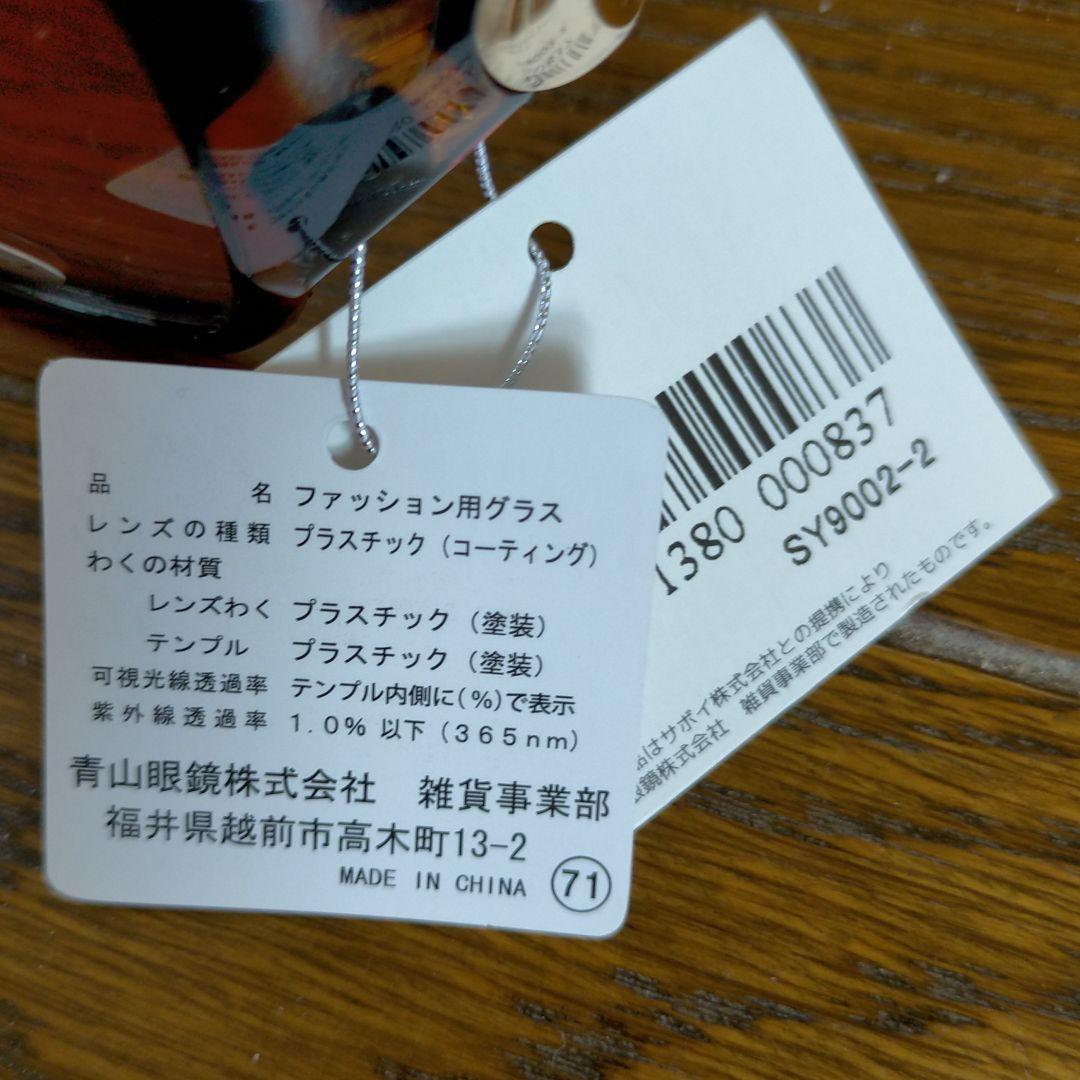 品名 ファッション用グラス
レンズの種類 プラスチック（コーティング）
わくの材質
レンズわく プラスチック（塗装）
テンプル プラスチック（塗装）
可視光線透過率 テンプル内側に(%)で表示
紫外線透過率 1.0% 以下（365nm）
青山眼鏡株式会社 雑貨事業部
福井県越前市高木町13-2
MADE IN CHINA 71
1380 000837
SY9002-2
はサボイ株式会社との提携により
眼鏡株式会社 雑貨事業部で製造されたものです。